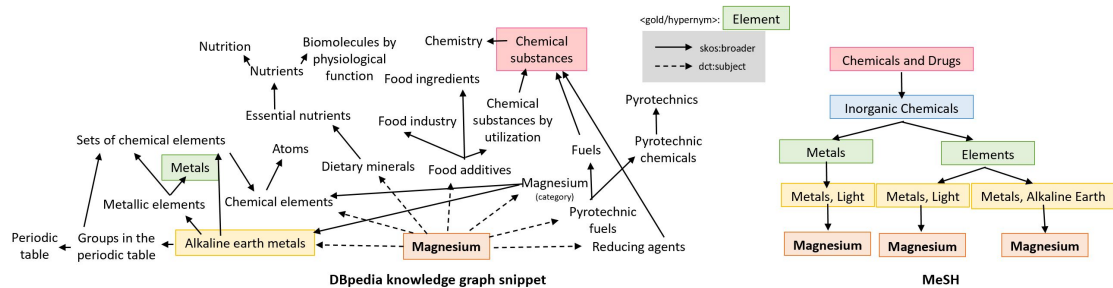 <gold/hypernym>: Element
skos:broader
dct:subject
Nutrition
Biomolecules by
physiological
function
Chemistry
Chemical
substances
Nutrients
Food ingredients
Chemical
substances by
utilization
Pyrotechnics
Essential nutrients
Food industry
Sets of chemical elements
Atoms
Fuels
Pyrotechnic
chemicals
Metals
Dietary minerals
Food additives
Magnesium
(category)
Metallic elements
Chemical elements
Pyrotechnic
fuels
Periodic
table
Groups in the
periodic table
Alkaline earth metals
Magnesium
Reducing agents
DBpedia knowledge graph snippet
Chemicals and Drugs
Inorganic Chemicals
Metals
Elements
Metals, Light
Metals, Light
Metals, Alkaline Earth
Magnesium
Magnesium
Magnesium
MeSH